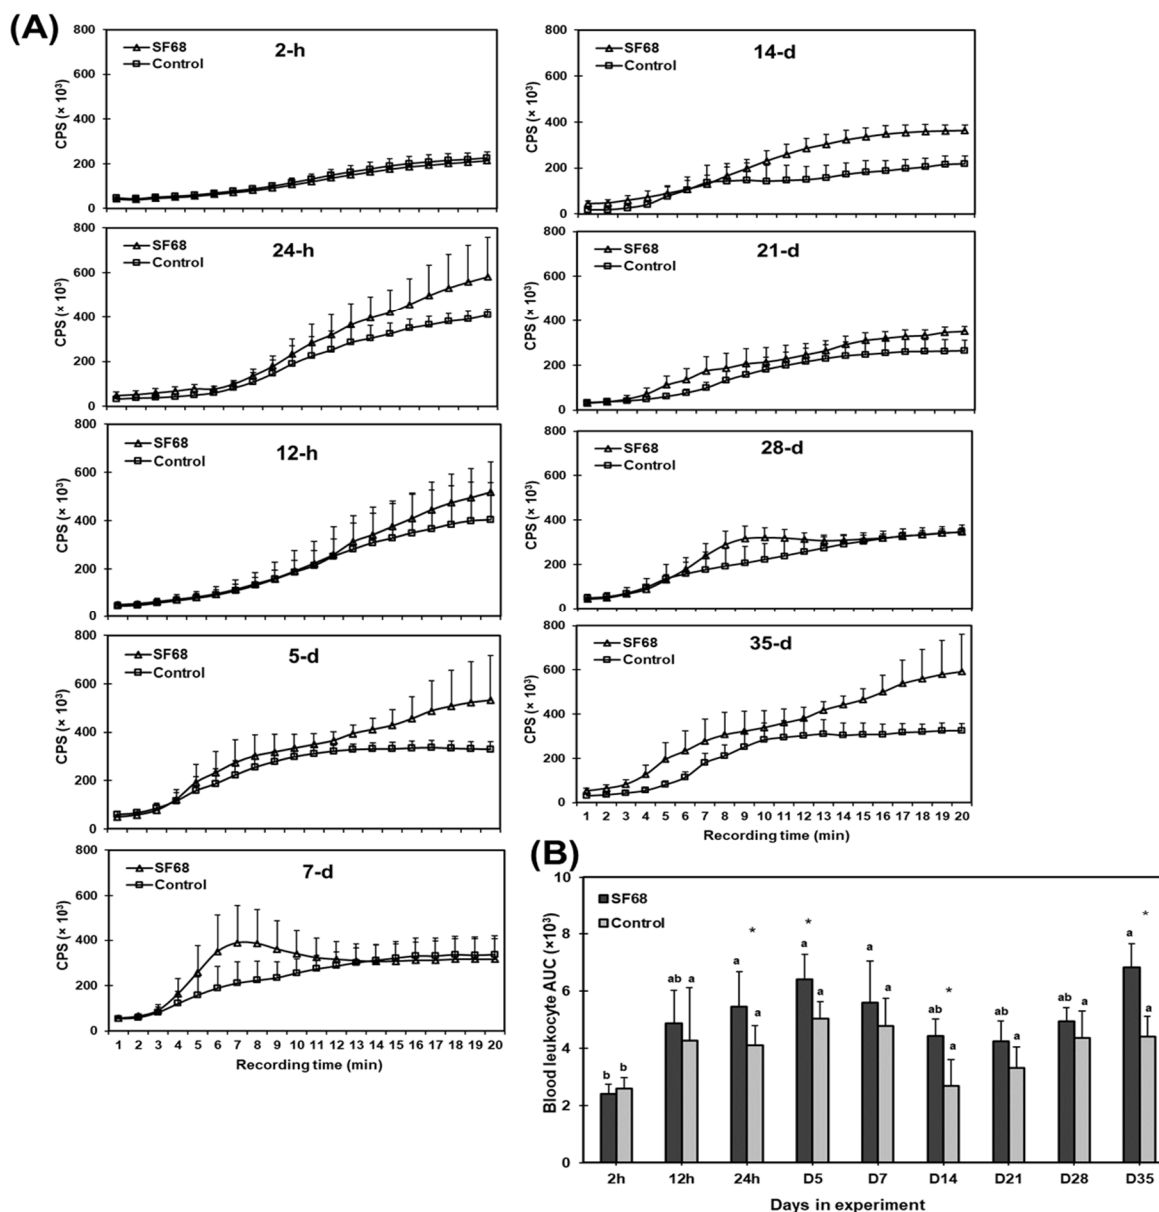 (A)
800
600
400
200
0
CPS (× 10³)
SF68
Control
2-h
800
600
400
200
0
CPS (× 10³)
SF68
Control
24-h
800
600
400
200
0
CPS (× 10³)
SF68
Control
12-h
800
600
400
200
0
CPS (× 10³)
SF68
Control
5-d
800
600
400
200
0
CPS (× 10³)
SF68
Control
7-d
1 2 3 4 5 6 7 8 9 10 11 12 13 14 15 16 17 18 19 20
Recording time (min)
800
600
400
200
0
CPS (× 10³)
SF68
Control
14-d
800
600
400
200
0
CPS (× 10³)
SF68
Control
21-d
800
600
400
200
0
CPS (× 10³)
SF68
Control
28-d
800
600
400
200
0
CPS (× 10³)
SF68
Control
35-d
1 2 3 4 5 6 7 8 9 10 11 12 13 14 15 16 17 18 19 20
Recording time (min)
(B)
10
8
6
4
2
0
Blood leukocyte AUC (×10³)
SF68
Control
b b
ab a
a * a
* a a
a a
ab * a
ab a
ab a
* a a
2h 12h 24h D5 D7 D14 D21 D28 D35
Days in experiment